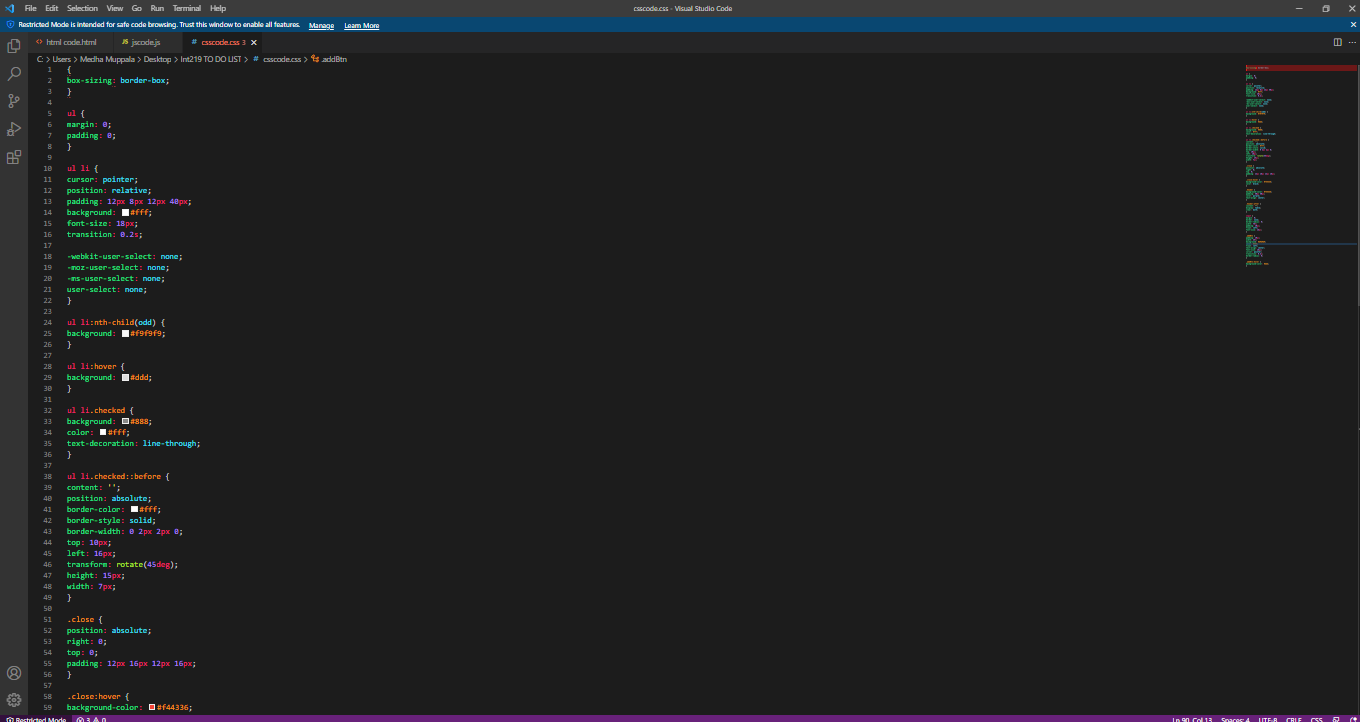 File Edit Selection View Go Run Terminal Help
csscode.css - Visual Studio Code
Restricted Mode is intended for safe code browsing. Trust this window to enable all features. Manage Learn More
html code.html JS jscode.js # csscode.css 3
C: > Users > Medha Muppala > Desktop > Int219 TO DO LIST > # csscode.css > .addBtn
1 {
2 box-sizing: border-box;
3 }
4
5 ul {
6 margin: 0;
7 padding: 0;
8 }
9
10 ul li {
11 cursor: pointer;
12 position: relative;
13 padding: 12px 8px 12px 40px;
14 background: #fff;
15 font-size: 18px;
16 transition: 0.2s;
17
18 -webkit-user-select: none;
19 -moz-user-select: none;
20 -ms-user-select: none;
21 user-select: none;
22 }
23
24 ul li:nth-child(odd) {
25 background: #f9f9f9;
26 }
27
28 ul li:hover {
29 background: #ddd;
30 }
31
32 ul li.checked {
33 background: #888;
34 color: #fff;
35 text-decoration: line-through;
36 }
37
38 ul li.checked::before {
39 content: '';
40 position: absolute;
41 border-color: #fff;
42 border-style: solid;
43 border-width: 0 2px 2px 0;
44 top: 10px;
45 left: 16px;
46 transform: rotate(45deg);
47 height: 15px;
48 width: 7px;
49 }
50
51 .close {
52 position: absolute;
53 right: 0;
54 top: 0;
55 padding: 12px 16px 12px 16px;
56 }
57
58 .close:hover {
59 background-color: #f44336;
Restricted Mode 3 0 Ln 90, Col 13 Spaces: 4 UTF-8 CRLF CSS